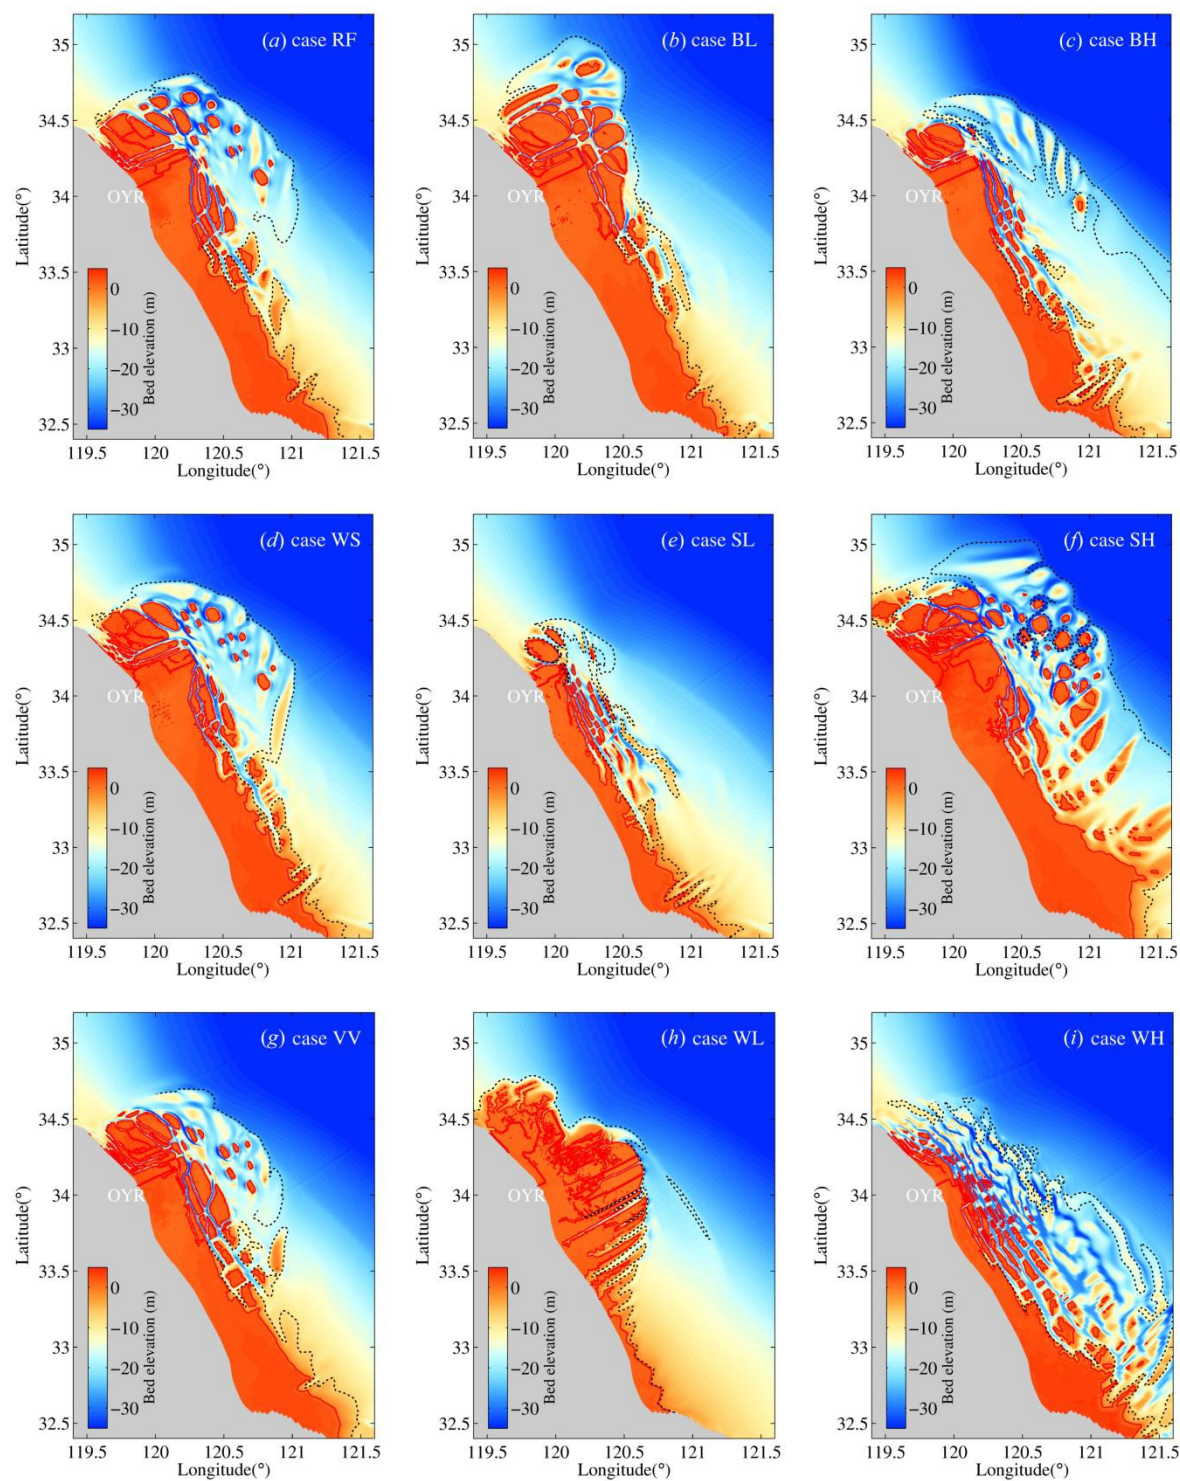 (a) case RF
35
34.5
34
33.5
33
32.5
Latitude(°)
OYR
0
−10
−20
−30
Bed elevation (m)
119.5 120 120.5 121 121.5
Longitude(°)
(b) case BL
35
34.5
34
33.5
33
32.5
Latitude(°)
OYR
0
−10
−20
−30
Bed elevation (m)
119.5 120 120.5 121 121.5
Longitude(°)
(c) case BH
35
34.5
34
33.5
33
32.5
Latitude(°)
OYR
0
−10
−20
−30
Bed elevation (m)
119.5 120 120.5 121 121.5
Longitude(°)
(d) case WS
35
34.5
34
33.5
33
32.5
Latitude(°)
OYR
0
−10
−20
−30
Bed elevation (m)
119.5 120 120.5 121 121.5
Longitude(°)
(e) case SL
35
34.5
34
33.5
33
32.5
Latitude(°)
OYR
0
−10
−20
−30
Bed elevation (m)
119.5 120 120.5 121 121.5
Longitude(°)
(f) case SH
35
34.5
34
33.5
33
32.5
Latitude(°)
OYR
0
−10
−20
−30
Bed elevation (m)
119.5 120 120.5 121 121.5
Longitude(°)
(g) case VV
35
34.5
34
33.5
33
32.5
Latitude(°)
OYR
0
−10
−20
−30
Bed elevation (m)
119.5 120 120.5 121 121.5
Longitude(°)
(h) case WL
35
34.5
34
33.5
33
32.5
Latitude(°)
OYR
0
−10
−20
−30
Bed elevation (m)
119.5 120 120.5 121 121.5
Longitude(°)
(i) case WH
35
34.5
34
33.5
33
32.5
Latitude(°)
OYR
0
−10
−20
−30
Bed elevation (m)
119.5 120 120.5 121 121.5
Longitude(°)